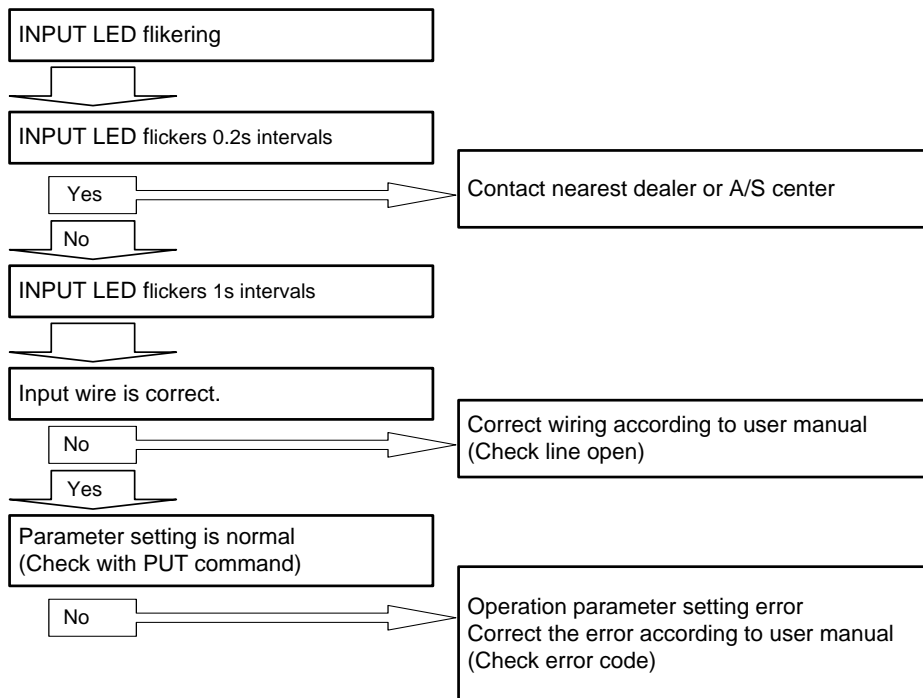 INPUT LED flikering
INPUT LED flickers 0.2s intervals
Yes
Contact nearest dealer or A/S center
No
INPUT LED flickers 1s intervals
Input wire is correct.
No
Correct wiring according to user manual
(Check line open)
Yes
Parameter setting is normal
(Check with PUT command)
No
Operation parameter setting error
Correct the error according to user manual
(Check error code)